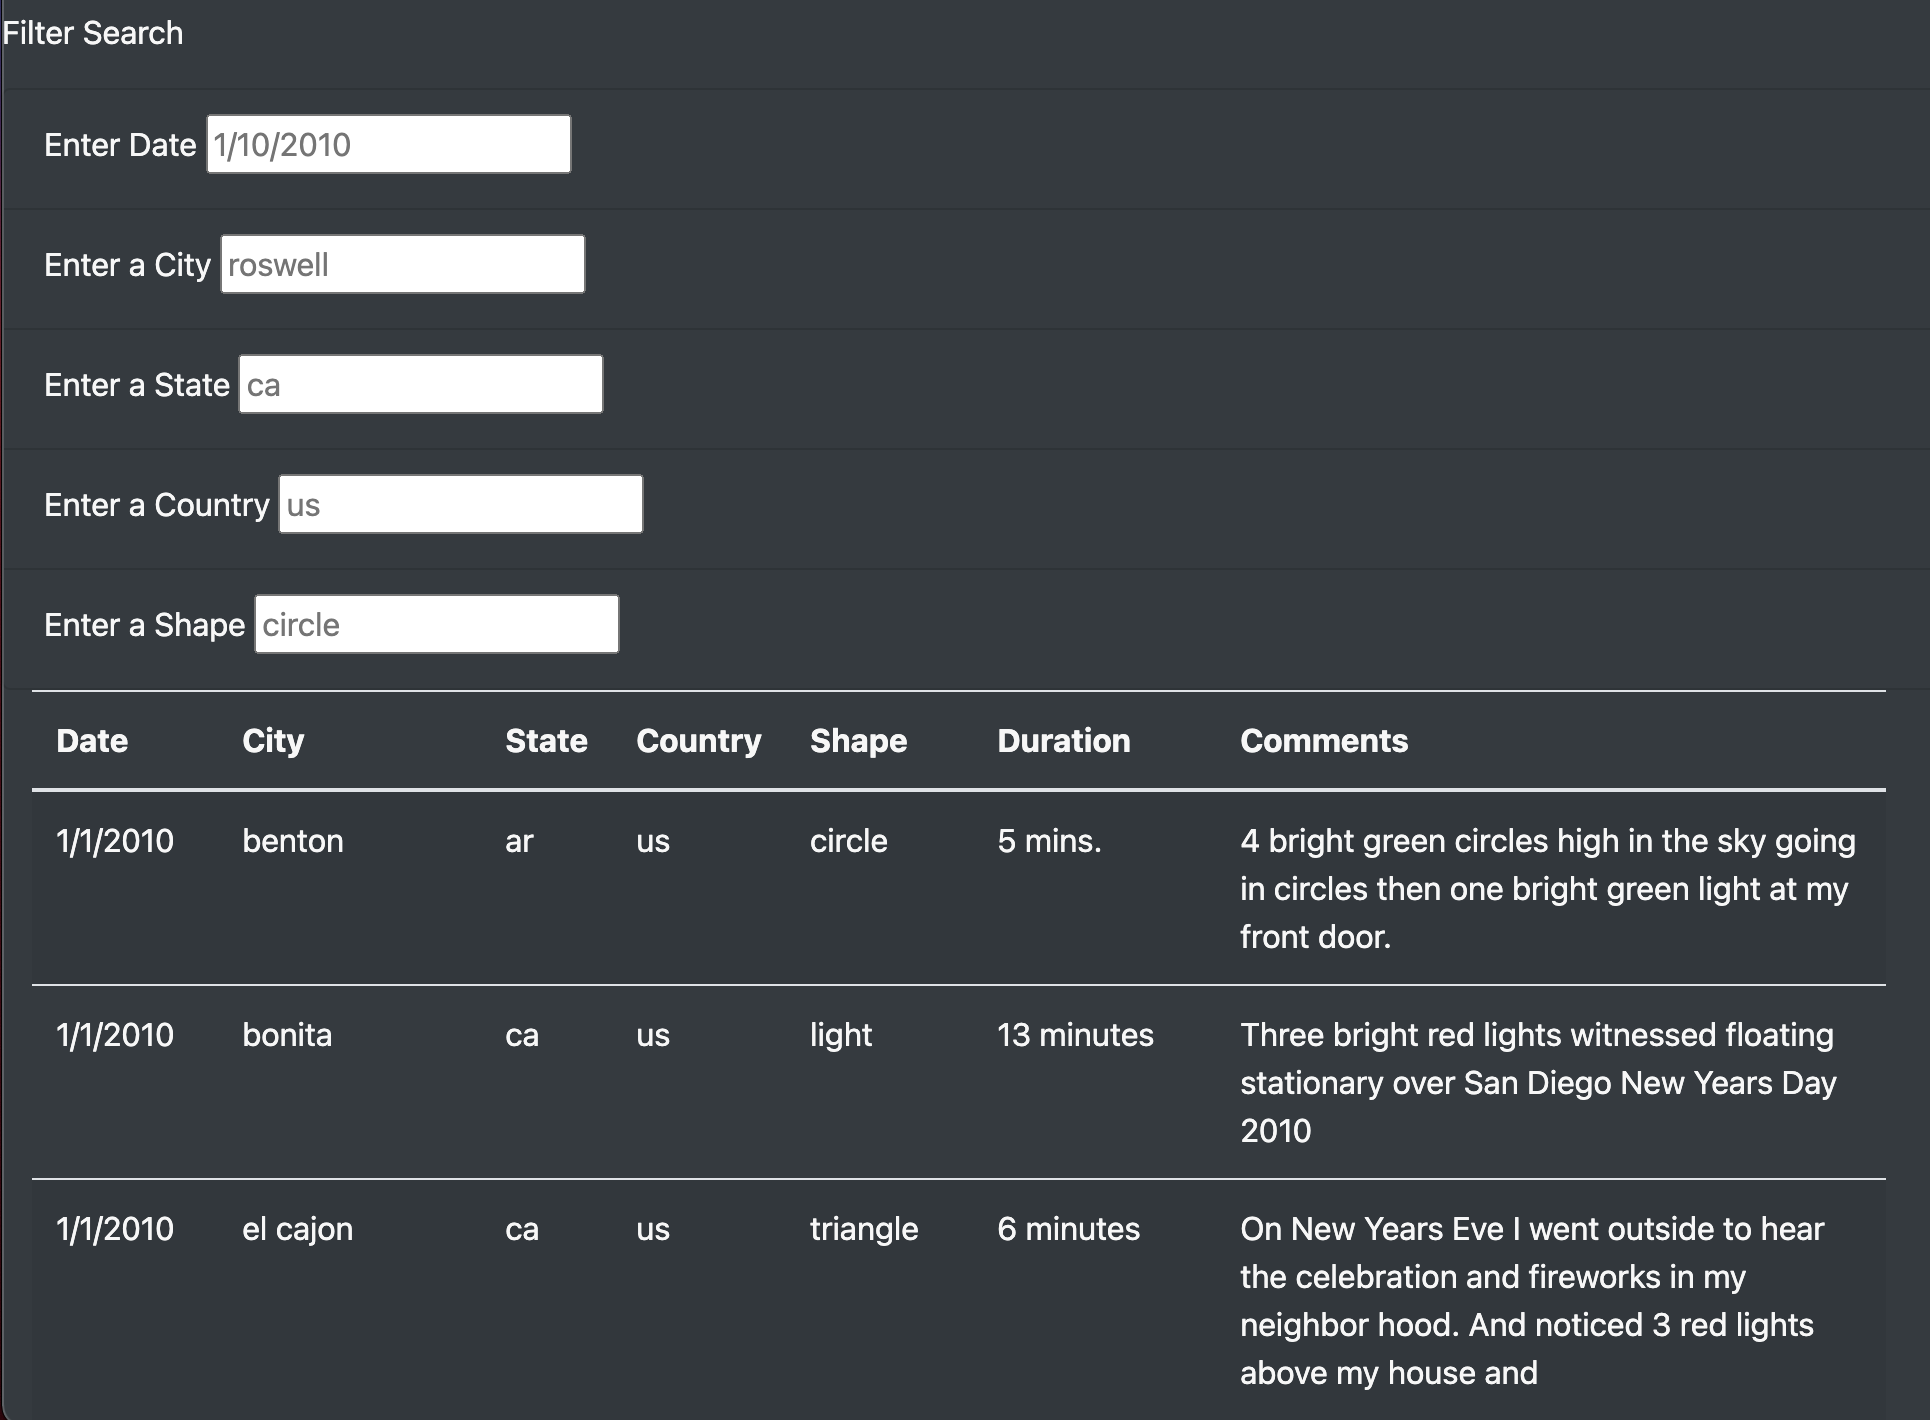 Filter Search
Enter Date 1/10/2010
Enter a City roswell
Enter a State ca
Enter a Country us
Enter a Shape circle
Date City State Country Shape Duration Comments
1/1/2010 benton ar us circle 5 mins. 4 bright green circles high in the sky going
in circles then one bright green light at my
front door.
1/1/2010 bonita ca us light 13 minutes Three bright red lights witnessed floating
stationary over San Diego New Years Day
2010
1/1/2010 el cajon ca us triangle 6 minutes On New Years Eve I went outside to hear
the celebration and fireworks in my
neighbor hood. And noticed 3 red lights
above my house and